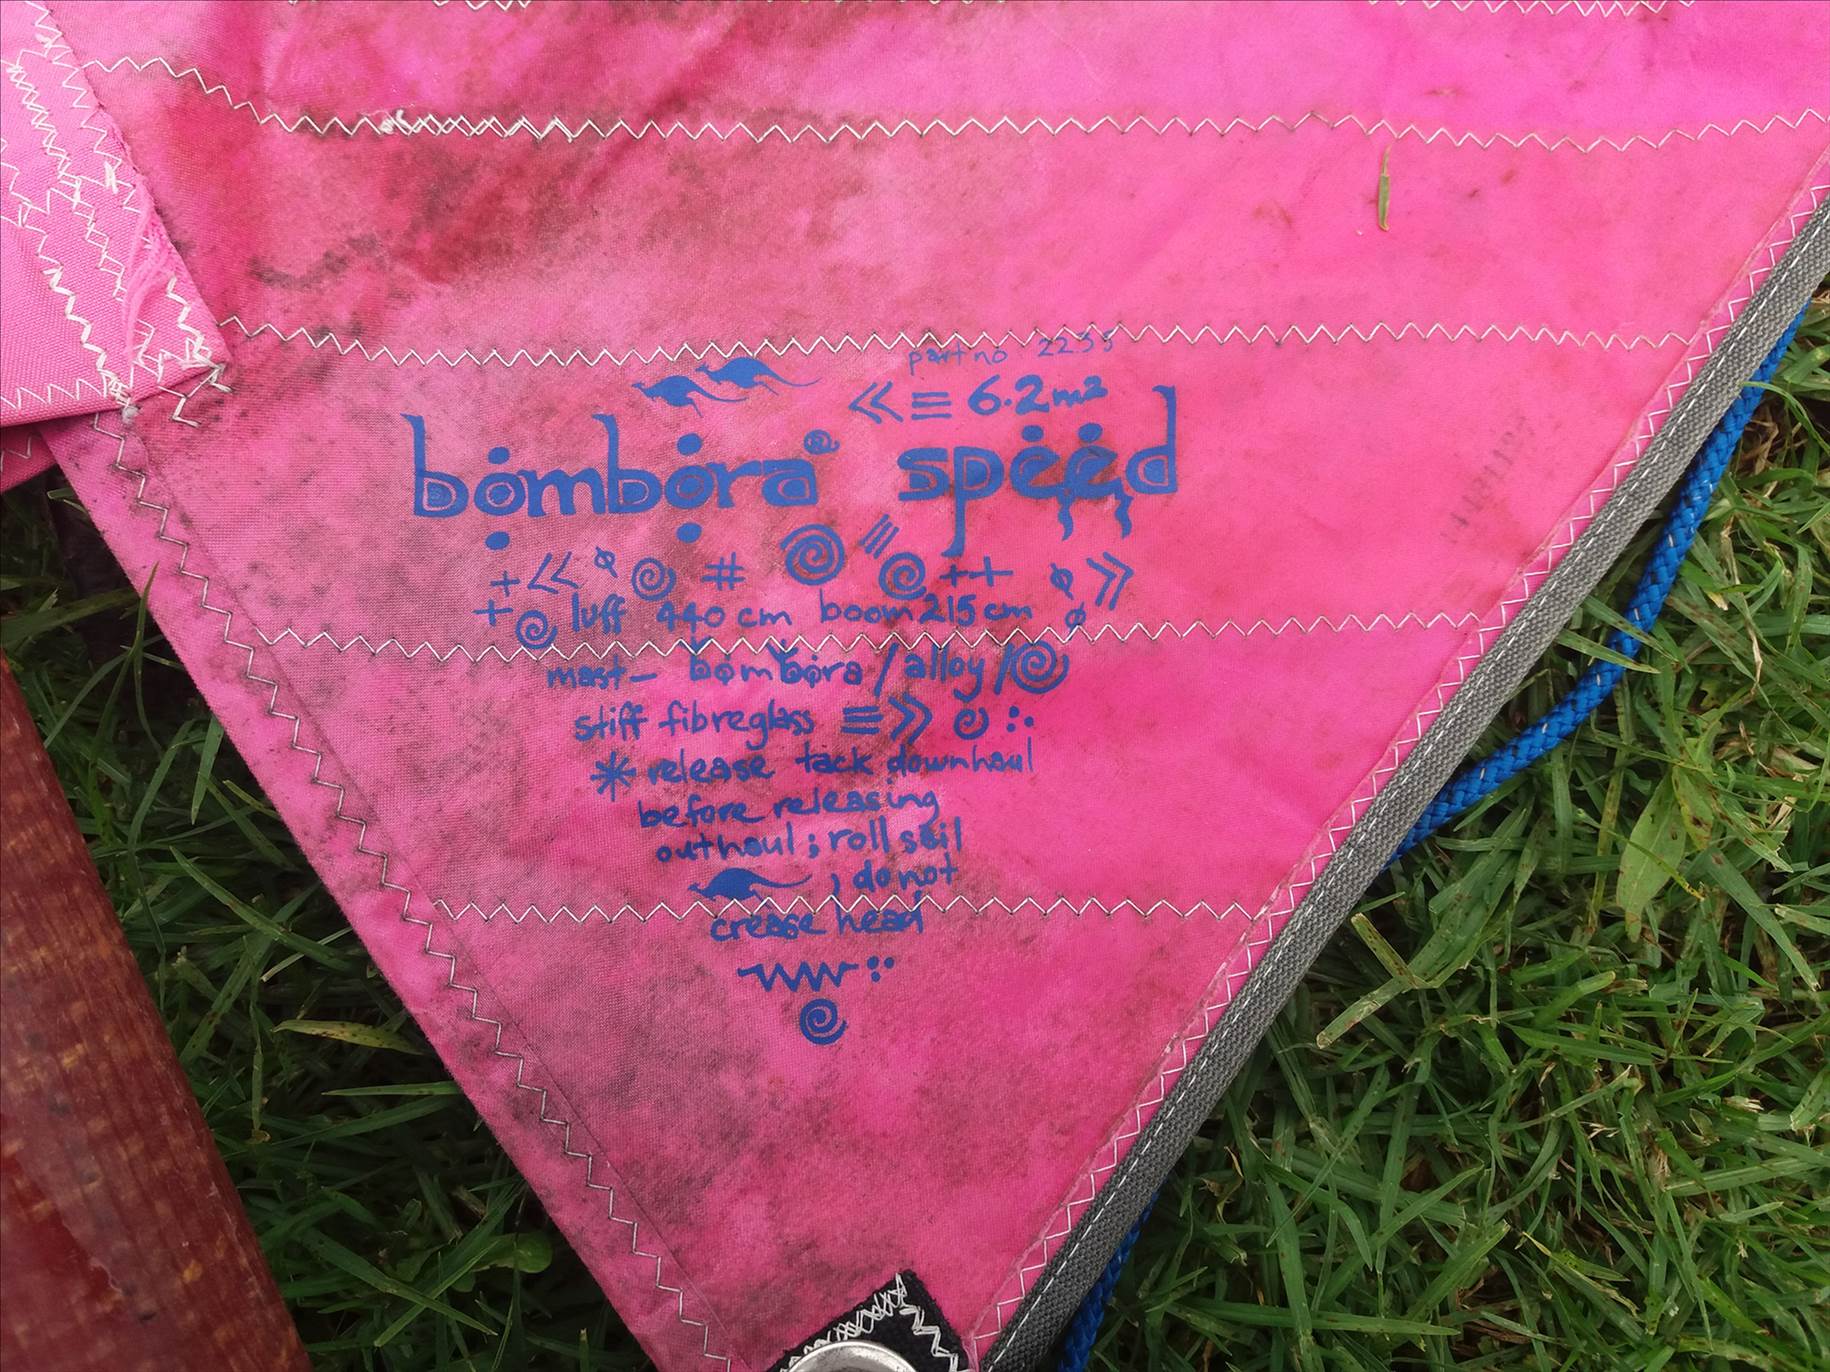 part no 2255
6.2m²
bombora speed
luff 440 cm boom 215 cm
mast - bombora / alloy /
stiff fibreglass
* release tack downhaul
before releasing
outhaul ; roll sail
, do not
crease head